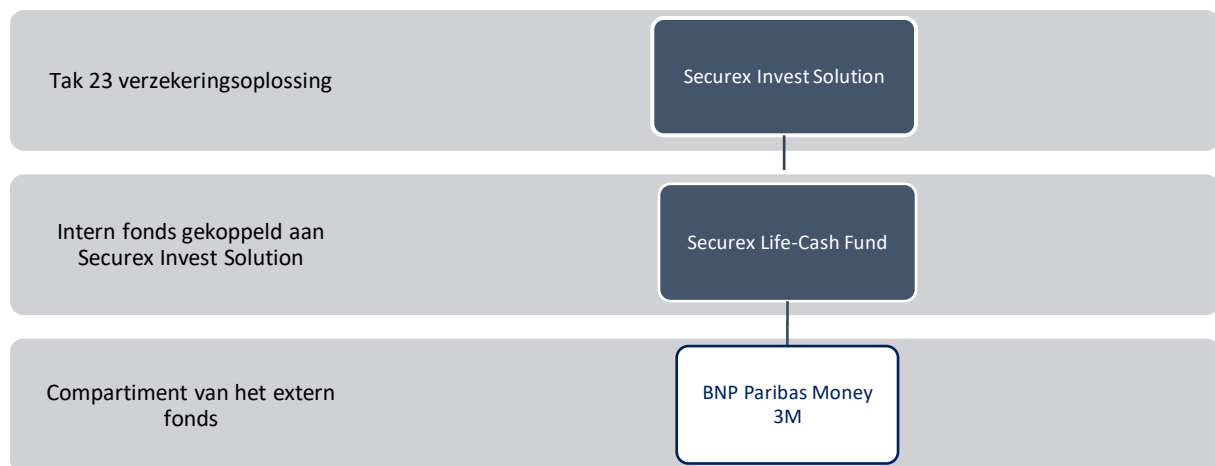 Tak 23 verzekeringsoplossing
Securex Invest Solution
Intern fonds gekoppeld aan
Securex Invest Solution
Securex Life-Cash Fund
Compartiment van het extern
fonds
BNP Paribas Money
3M